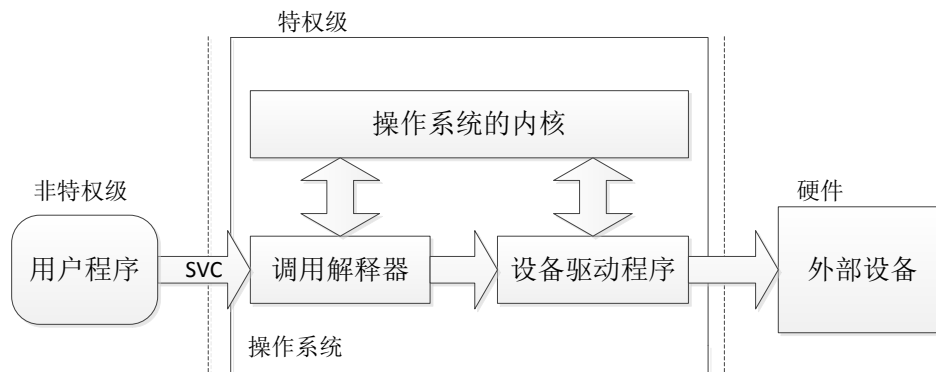 特权级
操作系统的内核
非特权级
硬件
用户程序
SVC
调用解释器
设备驱动程序
外部设备
操作系统